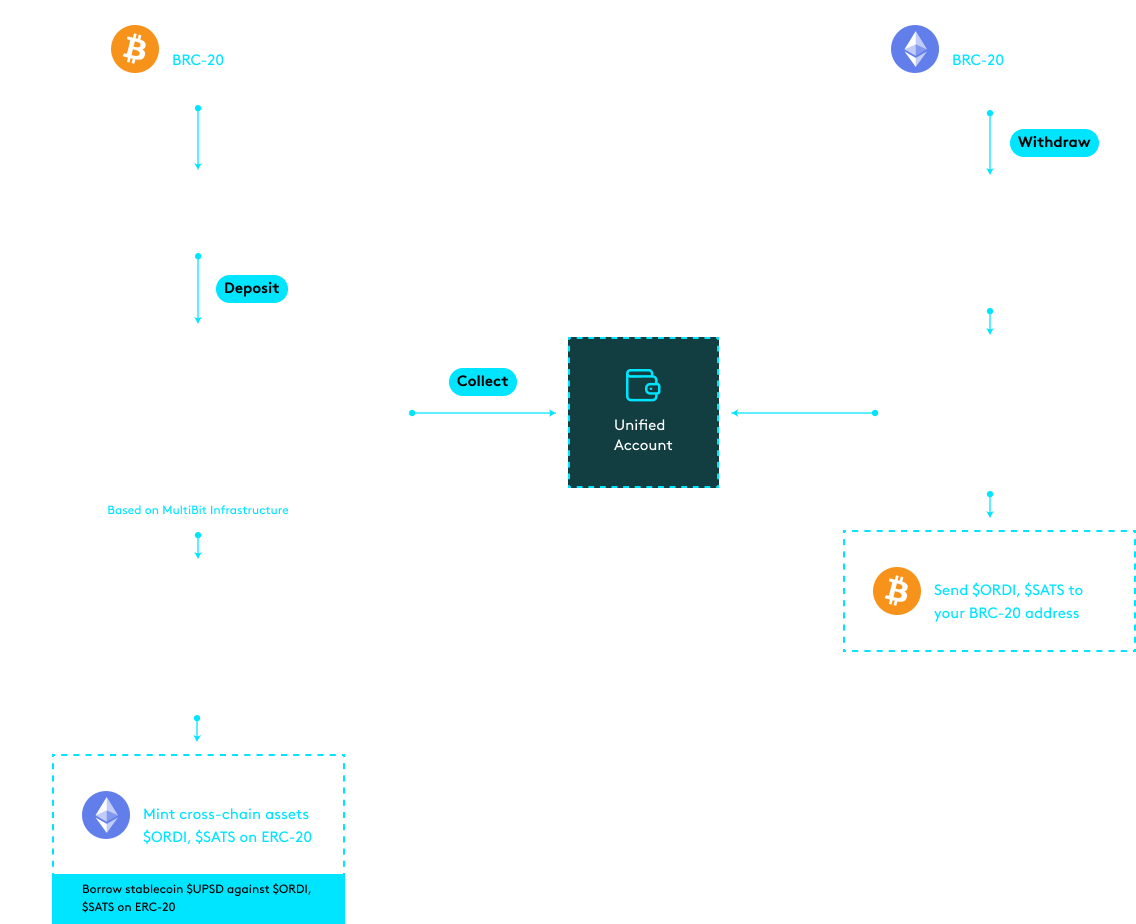 BRC-20
BRC-20
Withdraw
Deposit
Collect
Unified
Account
Based on MultiBit Infrastructure
Send $ORDI, $SATS to
your BRC-20 address
Mint cross-chain assets
$ORDI, $SATS on ERC-20
Borrow stablecoin $UPSD against $ORDI,
$SATS on ERC-20